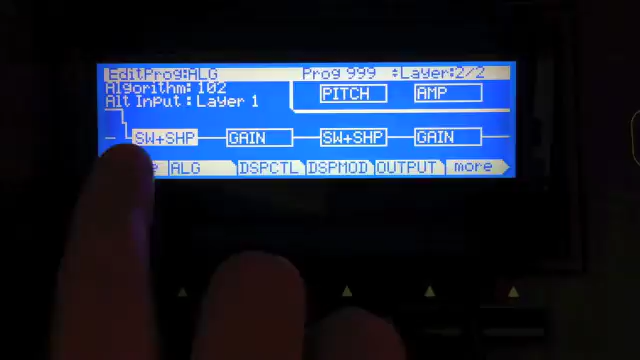 EditProg:ALG Prog 999 Layer:2/2
Algorithm: 102
Alt Input : Layer 1
PITCH AMP
SW+SHP GAIN SW+SHP GAIN
ALG DSPCTL DSPMOD OUTPUT more